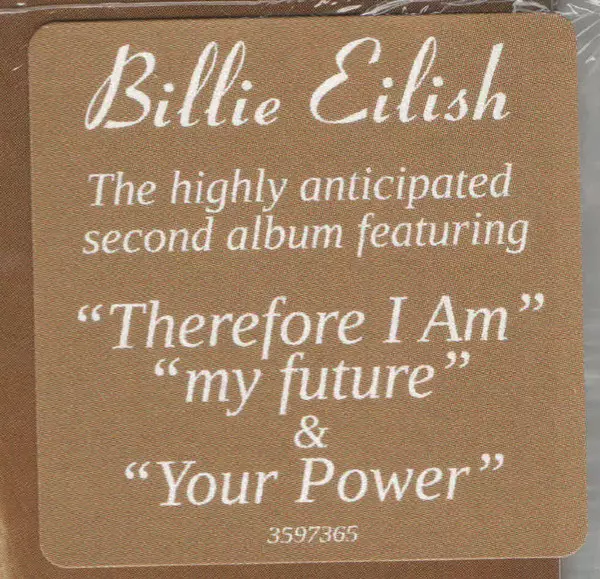 Billie Eilish
The highly anticipated
second album featuring
“Therefore I Am”
“my future”
&
“Your Power”
3597365